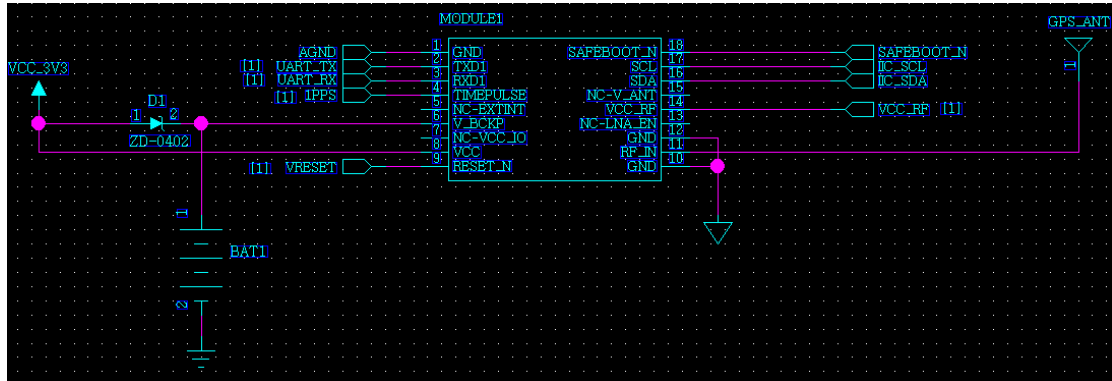 MODULE1
GPS_ANT
1 GND
2 TXD1
3 RXD1
4 TIMEPULSE
5 NC-EXTINT
6 V_BCKP
7 NC-VCC_IO
8 VCC
9 RESET_N
SAFEBOOT_N 18
SCL 17
SDA 16
NC-V_ANT 15
VCC_RF 14
NC-LNA_EN 13
GND 12
RF_IN 11
GND 10
AGND
[1] UART_TX
[1] UART_RX
[1] 1PPS
[1] VRESET
SAFEBOOT_N
IIC_SCL
IIC_SDA
VCC_RF [1]
1
VCC_3V3
D1
1 2
ZD-0402
1
BAT1
2